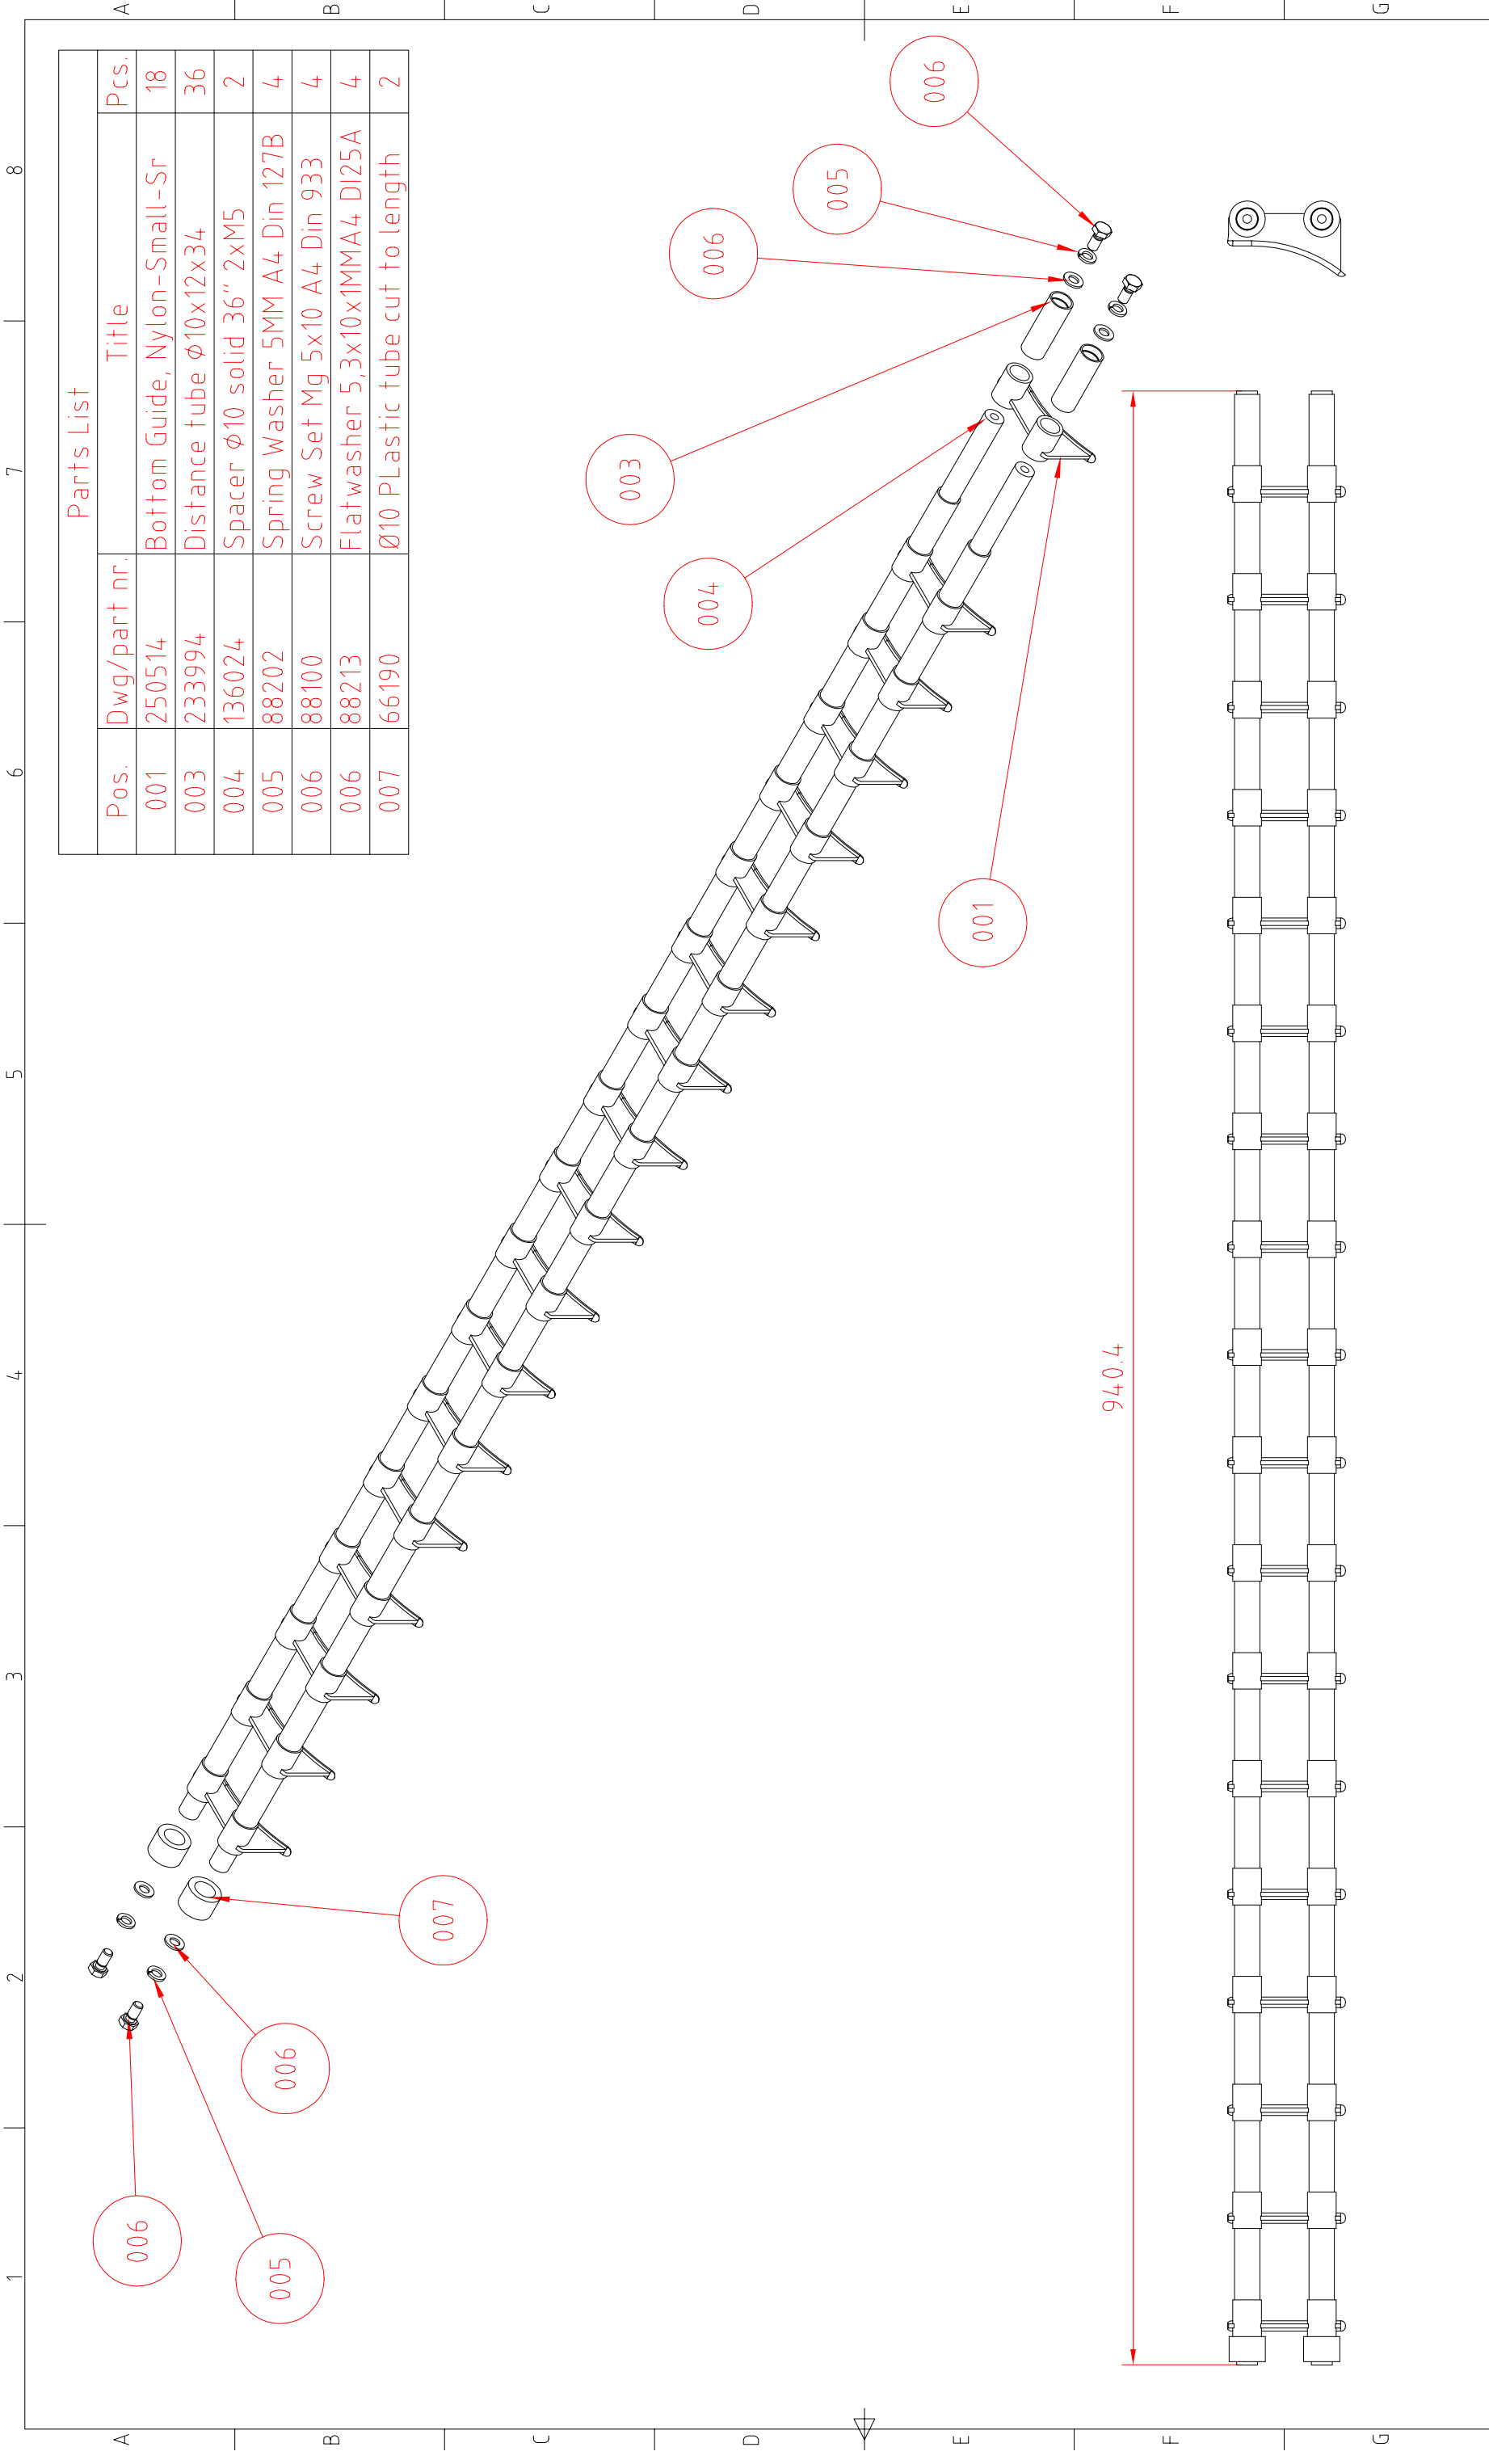 1 2 3 4 5 6 7 8
A
B
C
D
E
F
G
A
B
C
D
E
F
G
Parts List
Pos. Dwg/part nr. Title Pcs.
001 250514 Bottom Guide, Nylon-Small-Sr 18
003 233994 Distance tube ϕ10x12x34 36
004 136024 Spacer ϕ10 solid 36" 2xM5 2
005 88202 Spring Washer 5MM A4 Din 127B 4
006 88100 Screw Set Mg 5x10 A4 Din 933 4
006 88213 Flatwasher 5,3x10x1MMA4 DI25A 4
007 66190 Ø10 PLastic tube cut to length 2
006
005
006
007
004
003
006
005
006
001
940.4